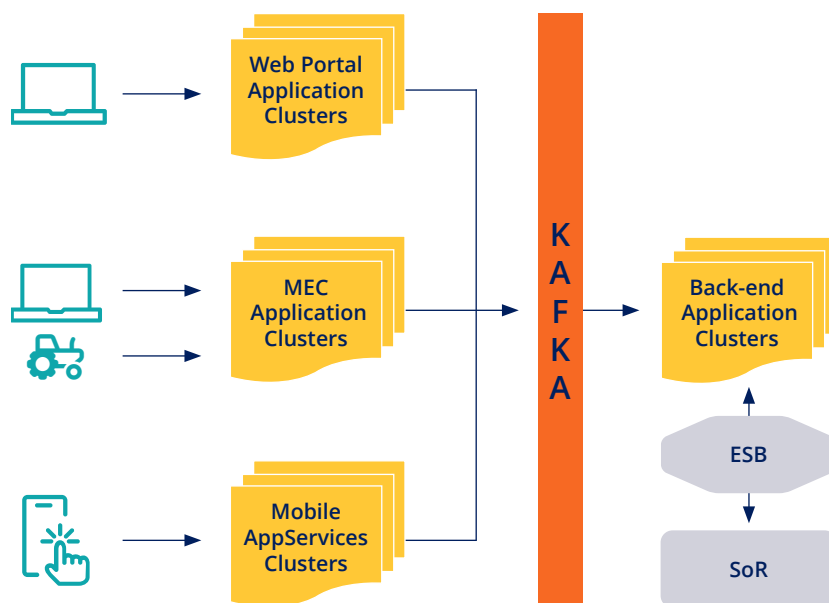 Web Portal
Application
Clusters
MEC
Application
Clusters
Mobile
AppServices
Clusters
K
A
F
K
A
Back-end
Application
Clusters
ESB
SoR